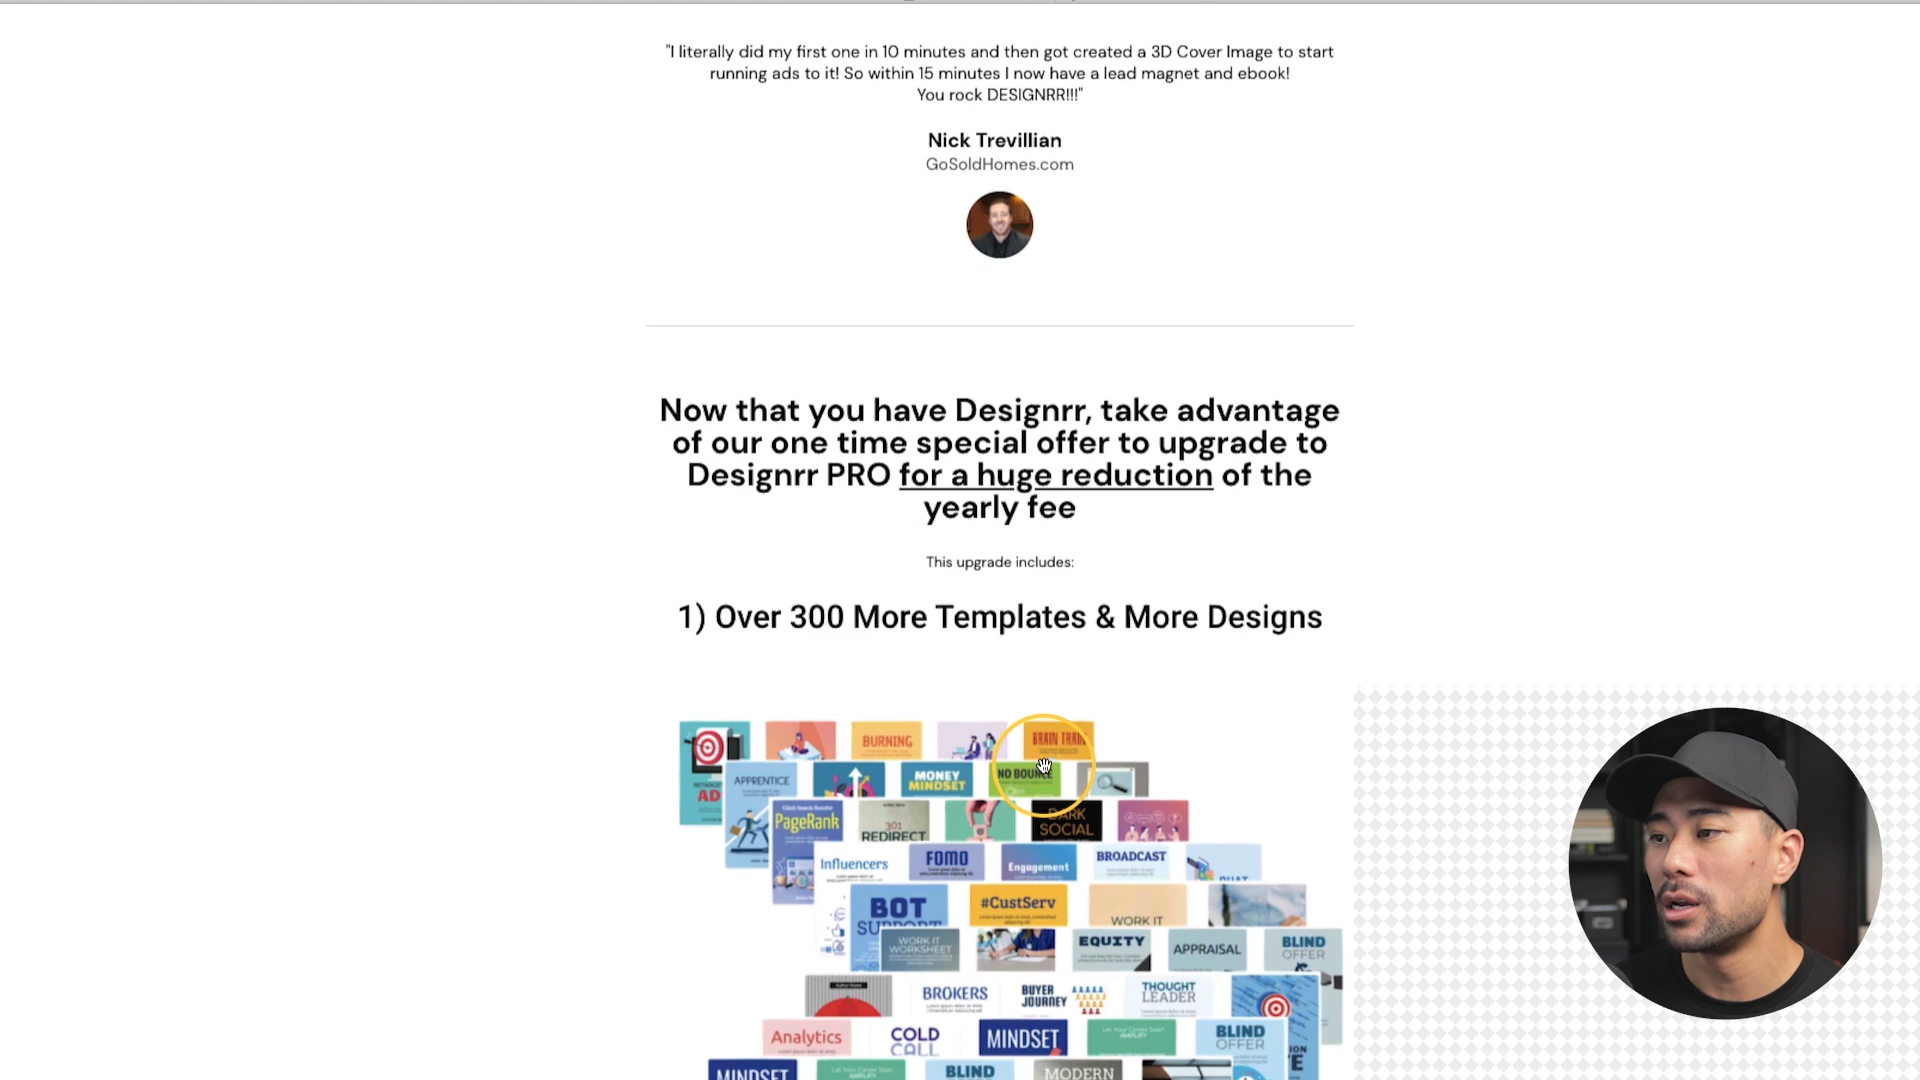 "I literally did my first one in 10 minutes and then got created a 3D Cover Image to start
running ads to it! So within 15 minutes I now have a lead magnet and ebook!
You rock DESIGNRR!!!"
Nick Trevillian
GoSoldHomes.com
Now that you have Designrr, take advantage
of our one time special offer to upgrade to
Designrr PRO for a huge reduction of the
yearly fee
This upgrade includes:
1) Over 300 More Templates & More Designs
BURNING
BRAIN TRAIN
APPRENTICE
MONEY
MINDSET
NO BOUNCE
AD
PageRank
301
REDIRECT
DARK
SOCIAL
Influencers
FOMO
Engagement
BROADCAST
BOT
SUPPORT
#CustServ
WORK IT
WORK IT
WORKSHEET
EQUITY
APPRAISAL
BLIND
OFFER
BROKERS
BUYER
JOURNEY
THOUGHT
LEADER
Analytics
COLD
CALL
MINDSET
BLIND
OFFER
MINDSET
BLIND
MODERN